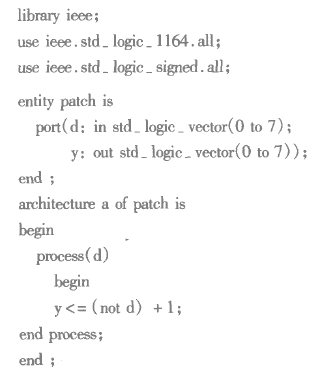 library ieee;
use ieee.std_logic_1164.all;
use ieee.std_logic_signed.all;
entity patch is
port(d: in std_logic_vector(0 to 7);
y: out std_logic_vector(0 to 7));
end ;
architecture a of patch is
begin
process(d)
begin
y<=(not d) +1;
end process;
end ;